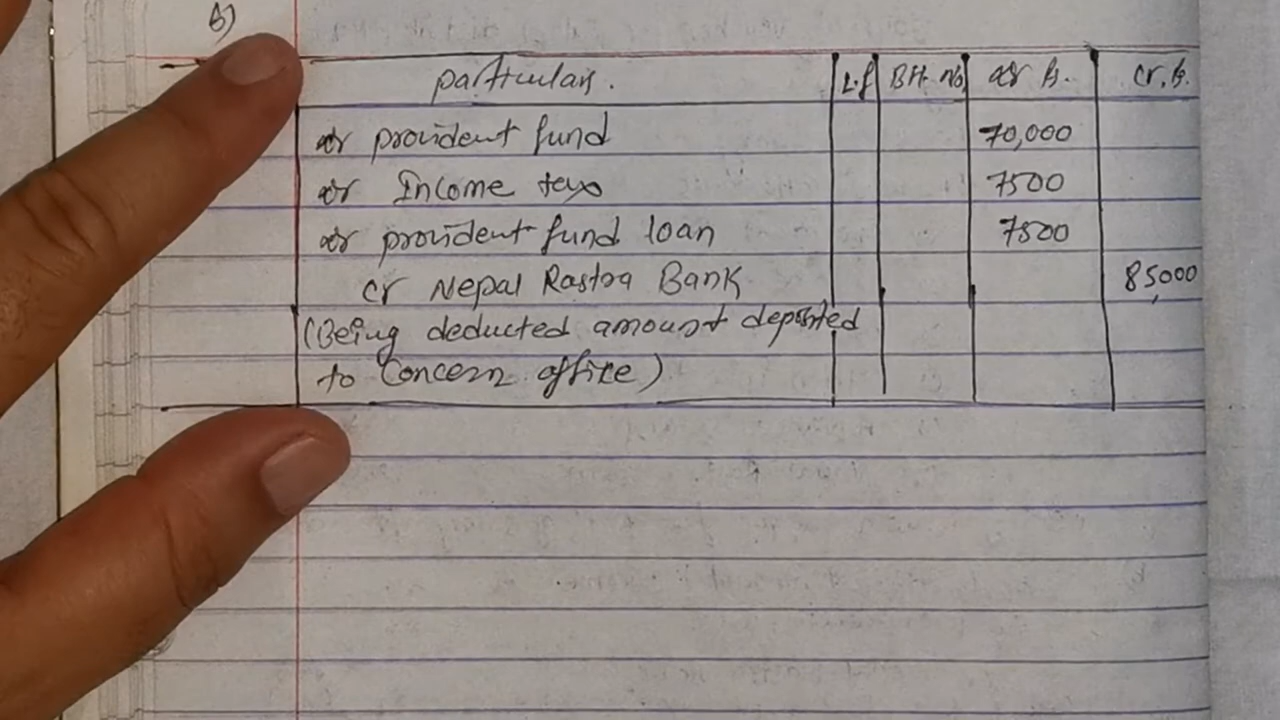 b)
particulars. L.f BH. no dr Rs. cr. Rs.
dr provident fund 70,000
dr Income tax 7500
dr provident fund loan 7500
cr Nepal Rastra Bank 85000
(Being deducted amount deposited
to Concern office)